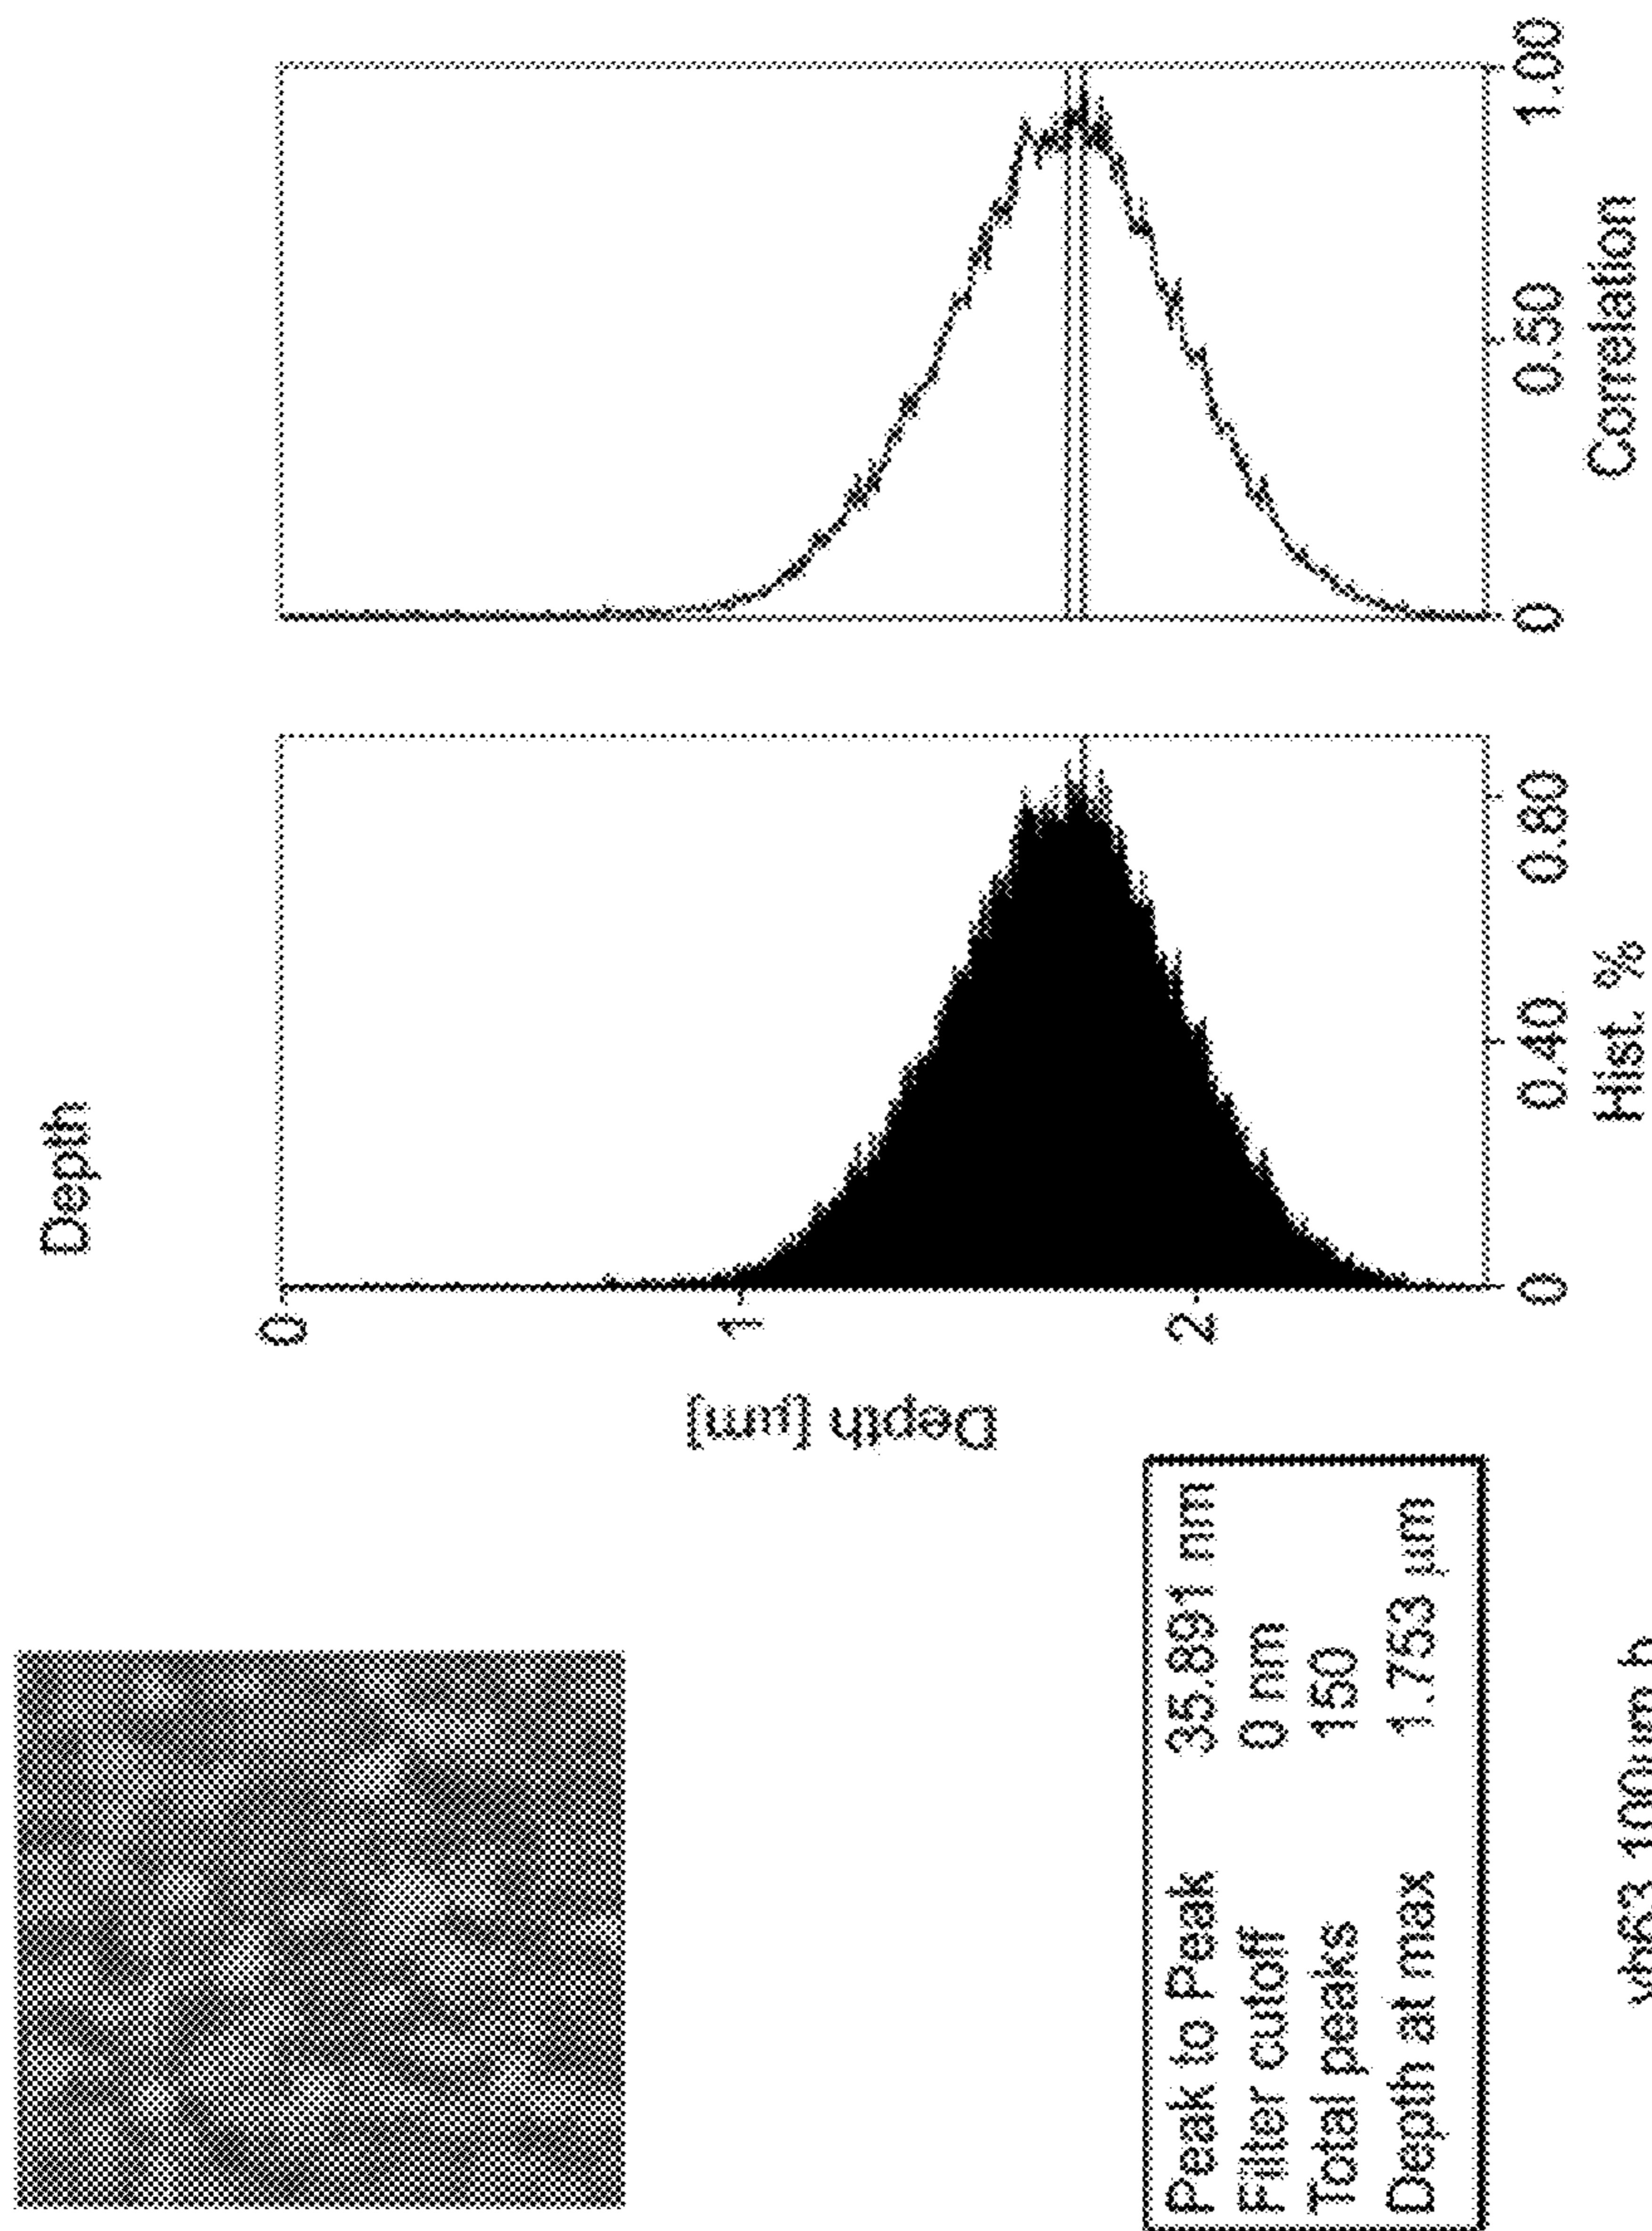 Depth
Depth [µm]
0
1
2
0
0.40
0.80
Hist. %
0
0.50
1.00
Correlation
Peak to Peak 35.891 nm
Filter cutoff 0 nm
Total peaks 150
Depth at max 1.753 µm